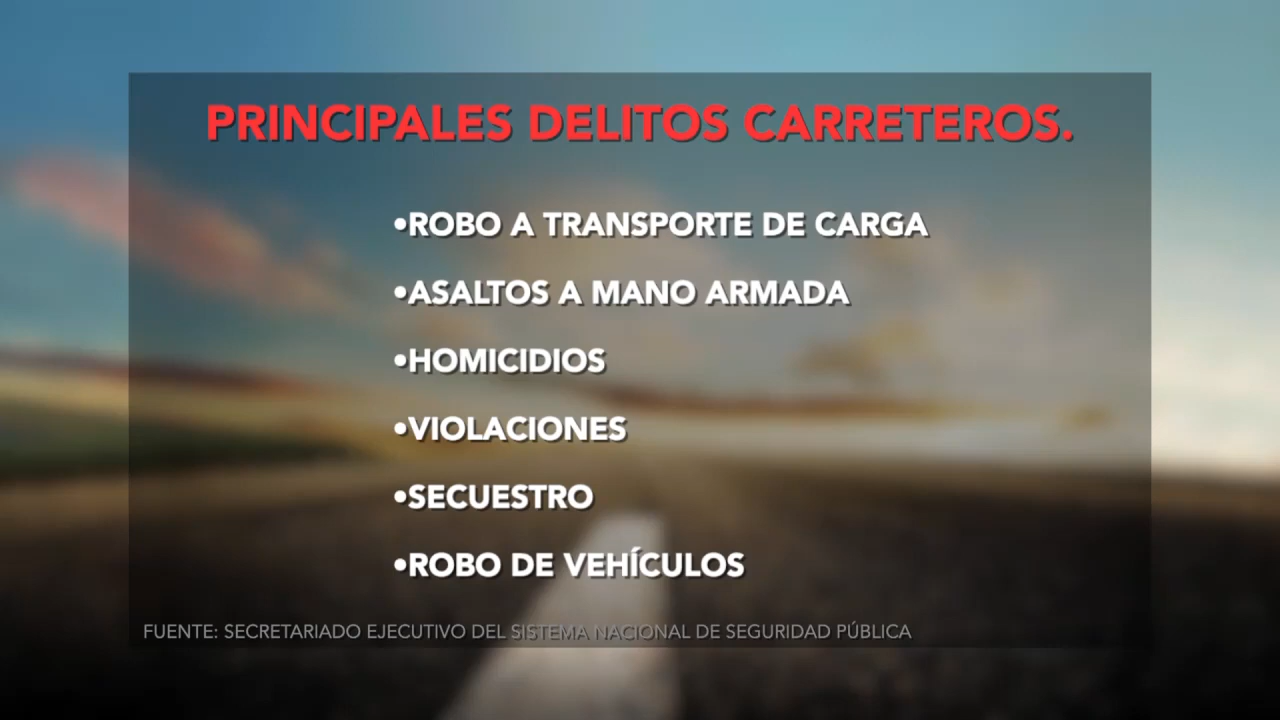 PRINCIPALES DELITOS CARRETEROS.
•ROBO A TRANSPORTE DE CARGA
•ASALTOS A MANO ARMADA
•HOMICIDIOS
•VIOLACIONES
•SECUESTRO
•ROBO DE VEHÍCULOS
FUENTE: SECRETARIADO EJECUTIVO DEL SISTEMA NACIONAL DE SEGURIDAD PÚBLICA